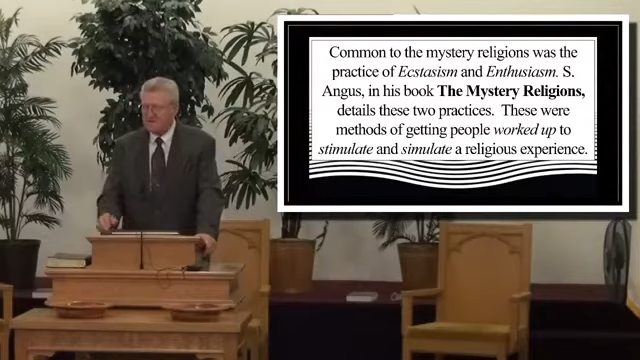 Common to the mystery religions was the
practice of Ecstasism and Enthusiasm. S.
Angus, in his book The Mystery Religions,
details these two practices. These were
methods of getting people worked up to
stimulate and simulate a religious experience.